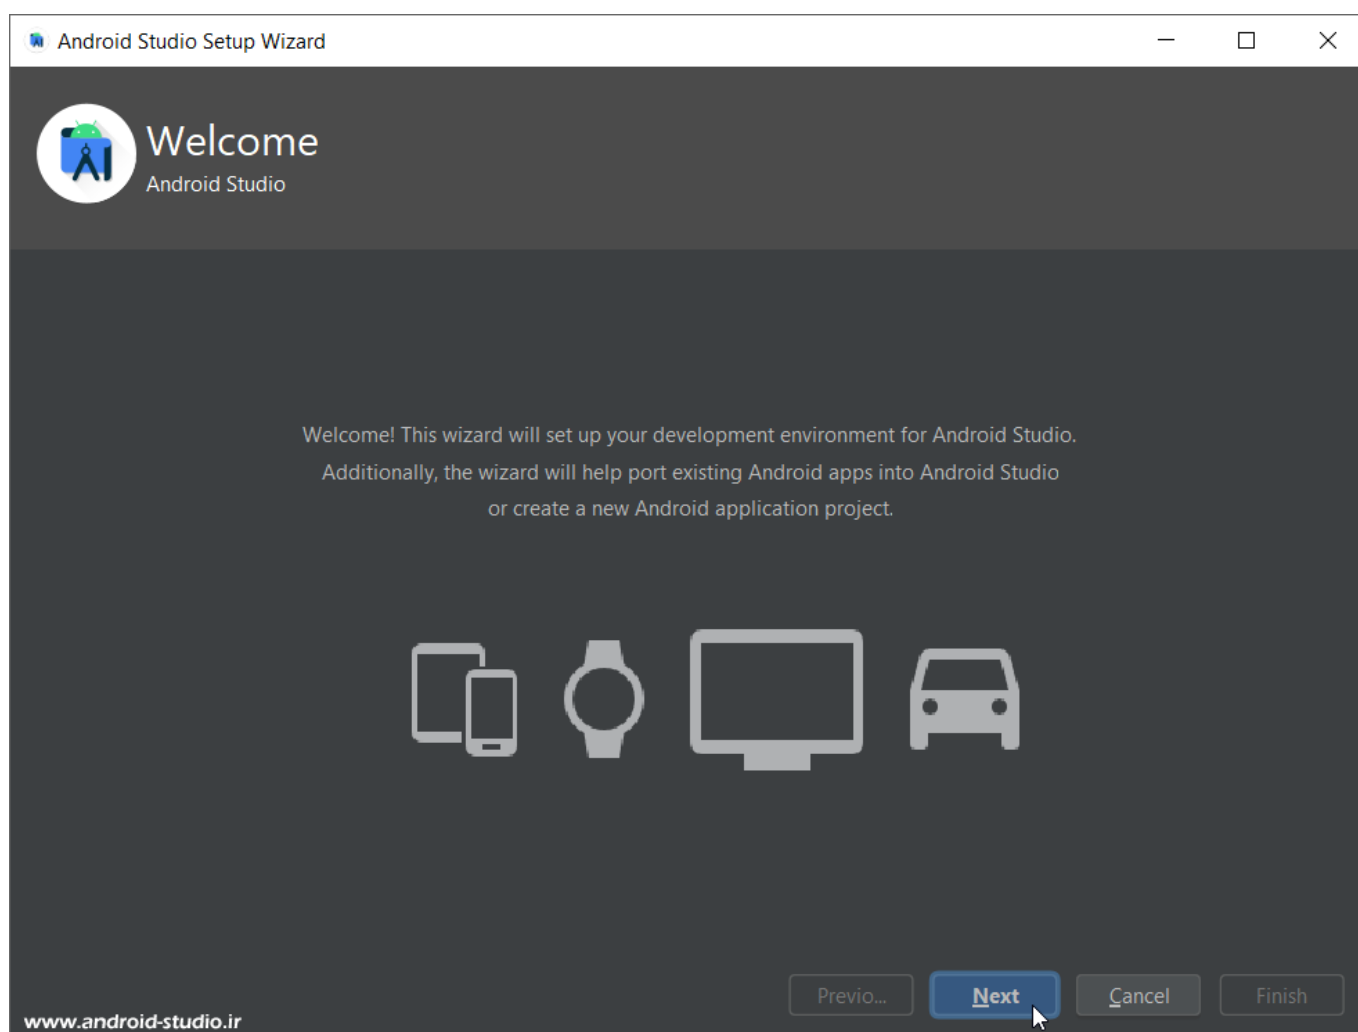 Android Studio Setup Wizard
Welcome
Android Studio
Welcome! This wizard will set up your development environment for Android Studio.
Additionally, the wizard will help port existing Android apps into Android Studio
or create a new Android application project.
Previo... Next Cancel Finish
www.android-studio.ir